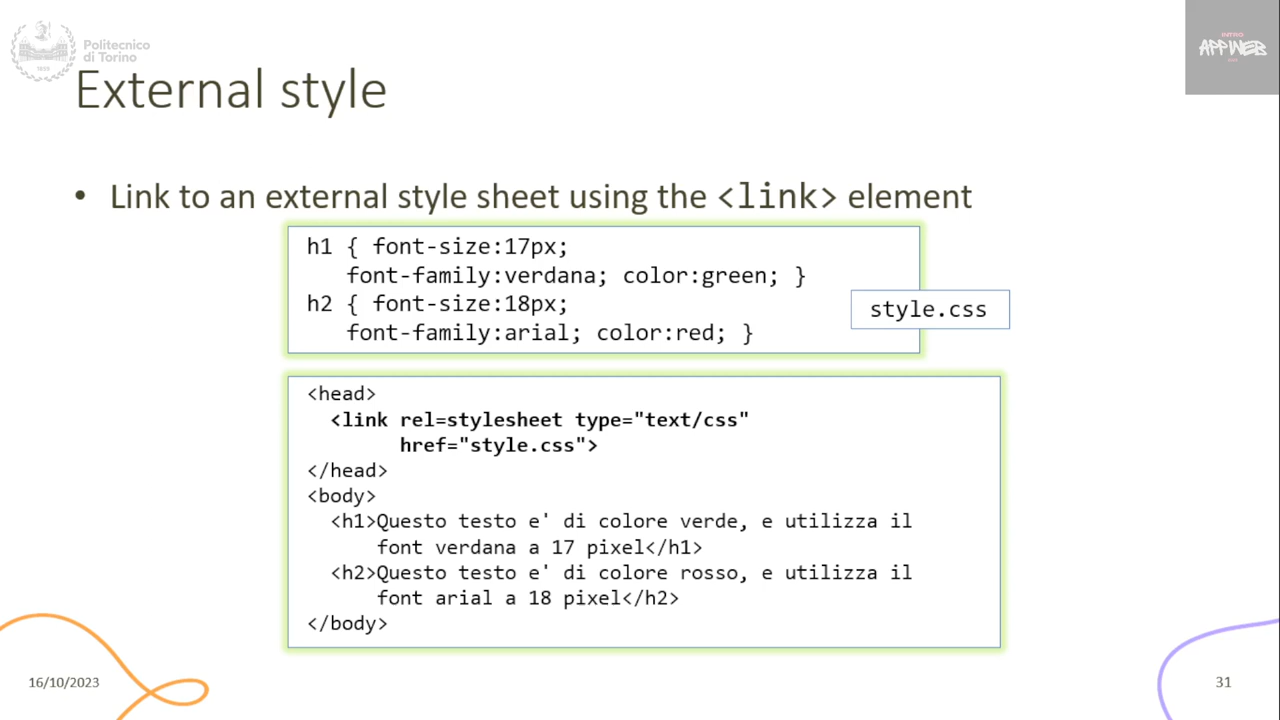 Politecnico
di Torino
1859
INTRO
APPWEB
External style
• Link to an external style sheet using the <link> element
h1 { font-size:17px;
font-family:verdana; color:green; }
h2 { font-size:18px;
font-family:arial; color:red; }
style.css
<head>
<link rel=stylesheet type="text/css"
href="style.css">
</head>
<body>
<h1>Questo testo e' di colore verde, e utilizza il
font verdana a 17 pixel</h1>
<h2>Questo testo e' di colore rosso, e utilizza il
font arial a 18 pixel</h2>
</body>
16/10/2023
31